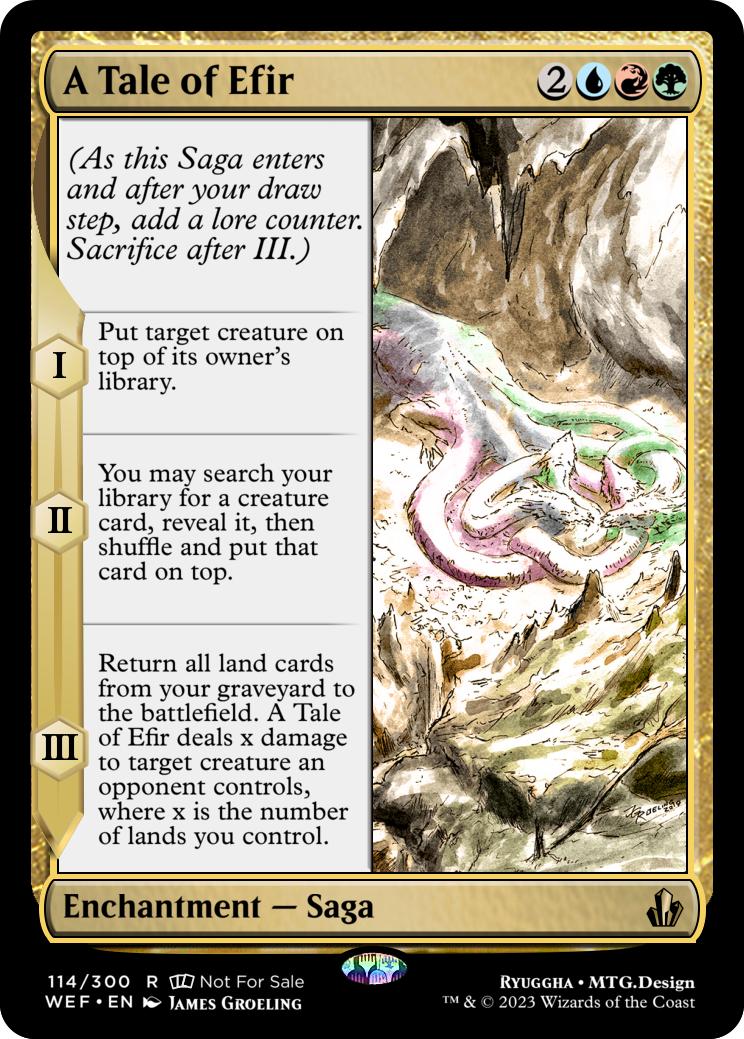 A Tale of Efir
2
(As this Saga enters
and after your draw
step, add a lore counter.
Sacrifice after III.)
I
Put target creature on
top of its owner's
library.
II
You may search your
library for a creature
card, reveal it, then
shuffle and put that
card on top.
III
Return all land cards
from your graveyard to
the battlefield. A Tale
of Efir deals x damage
to target creature an
opponent controls,
where x is the number
of lands you control.
Enchantment — Saga
114/300 R Not For Sale
WEF • EN James Groeling
Ryuggha • MTG.Design
™ & © 2023 Wizards of the Coast